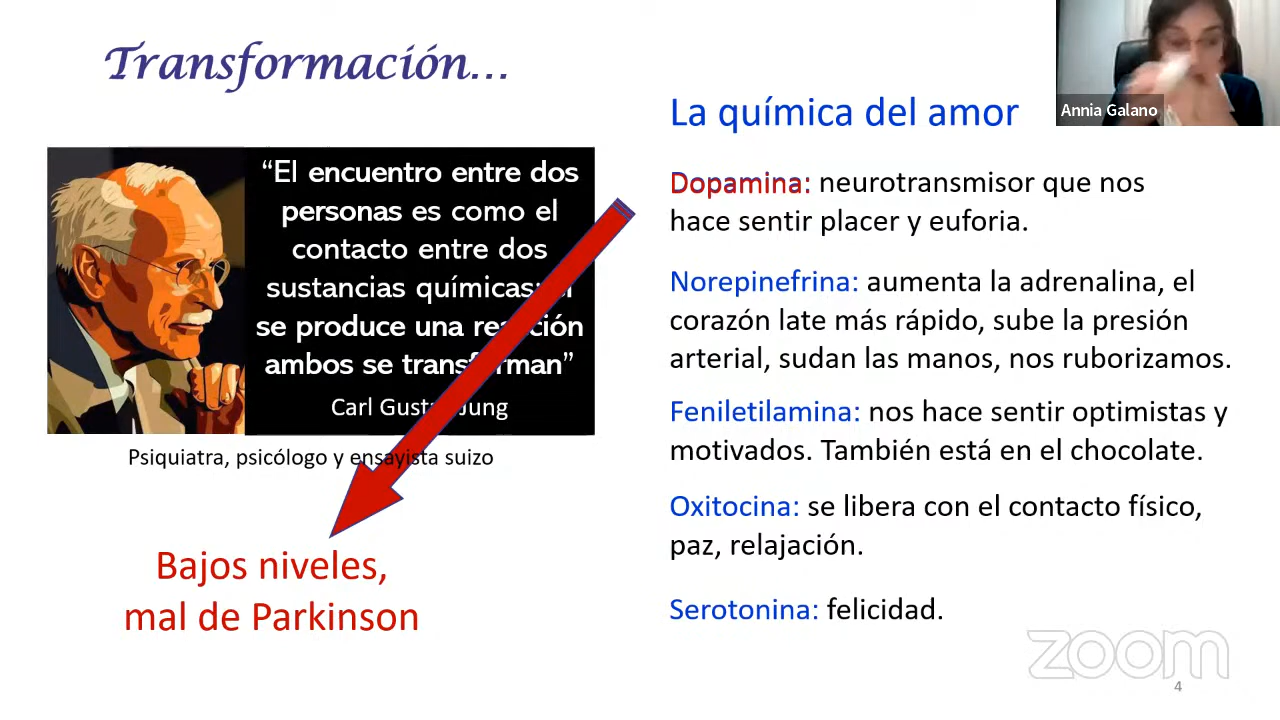 Transformación...
La química del amor
Annia Galano
“El encuentro entre dos
personas es como el
contacto entre dos
sustancias químicas:
se produce una reacción
ambos se transforman”
Carl Gustav Jung
Psiquiatra, psicólogo y ensayista suizo
Bajos niveles,
mal de Parkinson
Dopamina: neurotransmisor que nos
hace sentir placer y euforia.
Norepinefrina: aumenta la adrenalina, el
corazón late más rápido, sube la presión
arterial, sudan las manos, nos ruborizamos.
Feniletilamina: nos hace sentir optimistas y
motivados. También está en el chocolate.
Oxitocina: se libera con el contacto físico,
paz, relajación.
Serotonina: felicidad.
zoom
4